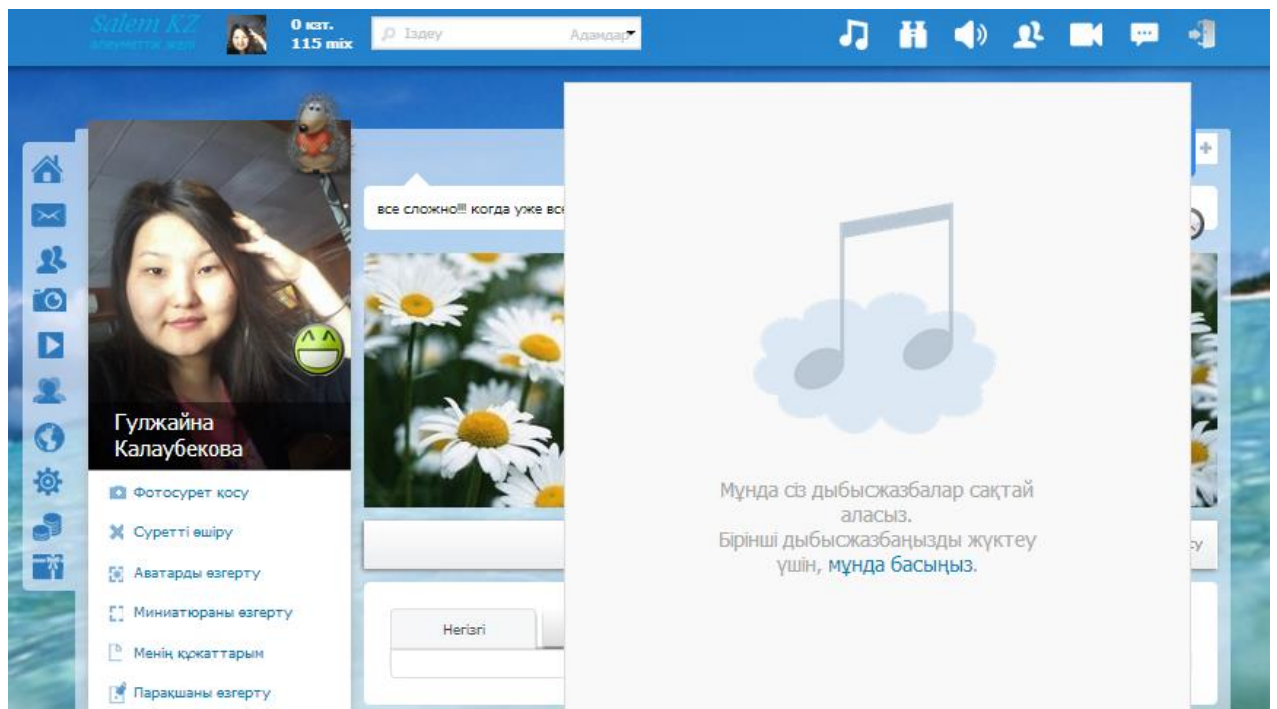 Salem KZ
әлеуметтік желі
0 кзт.
115 mix
Іздеу
Адамдар
все сложно!!! когда уже все
Гулжайна
Калаубекова
Фотосурет қосу
Суретті өшіру
Аватарды өзгерту
Миниатюраны өзгерту
Менің құжаттарым
Парақшаны өзгерту
Негізгі
Мұнда сіз дыбысжазбалар сақтай
аласыз.
Бірінші дыбысжазбаңызды жүктеу
үшін, мұнда басыңыз.